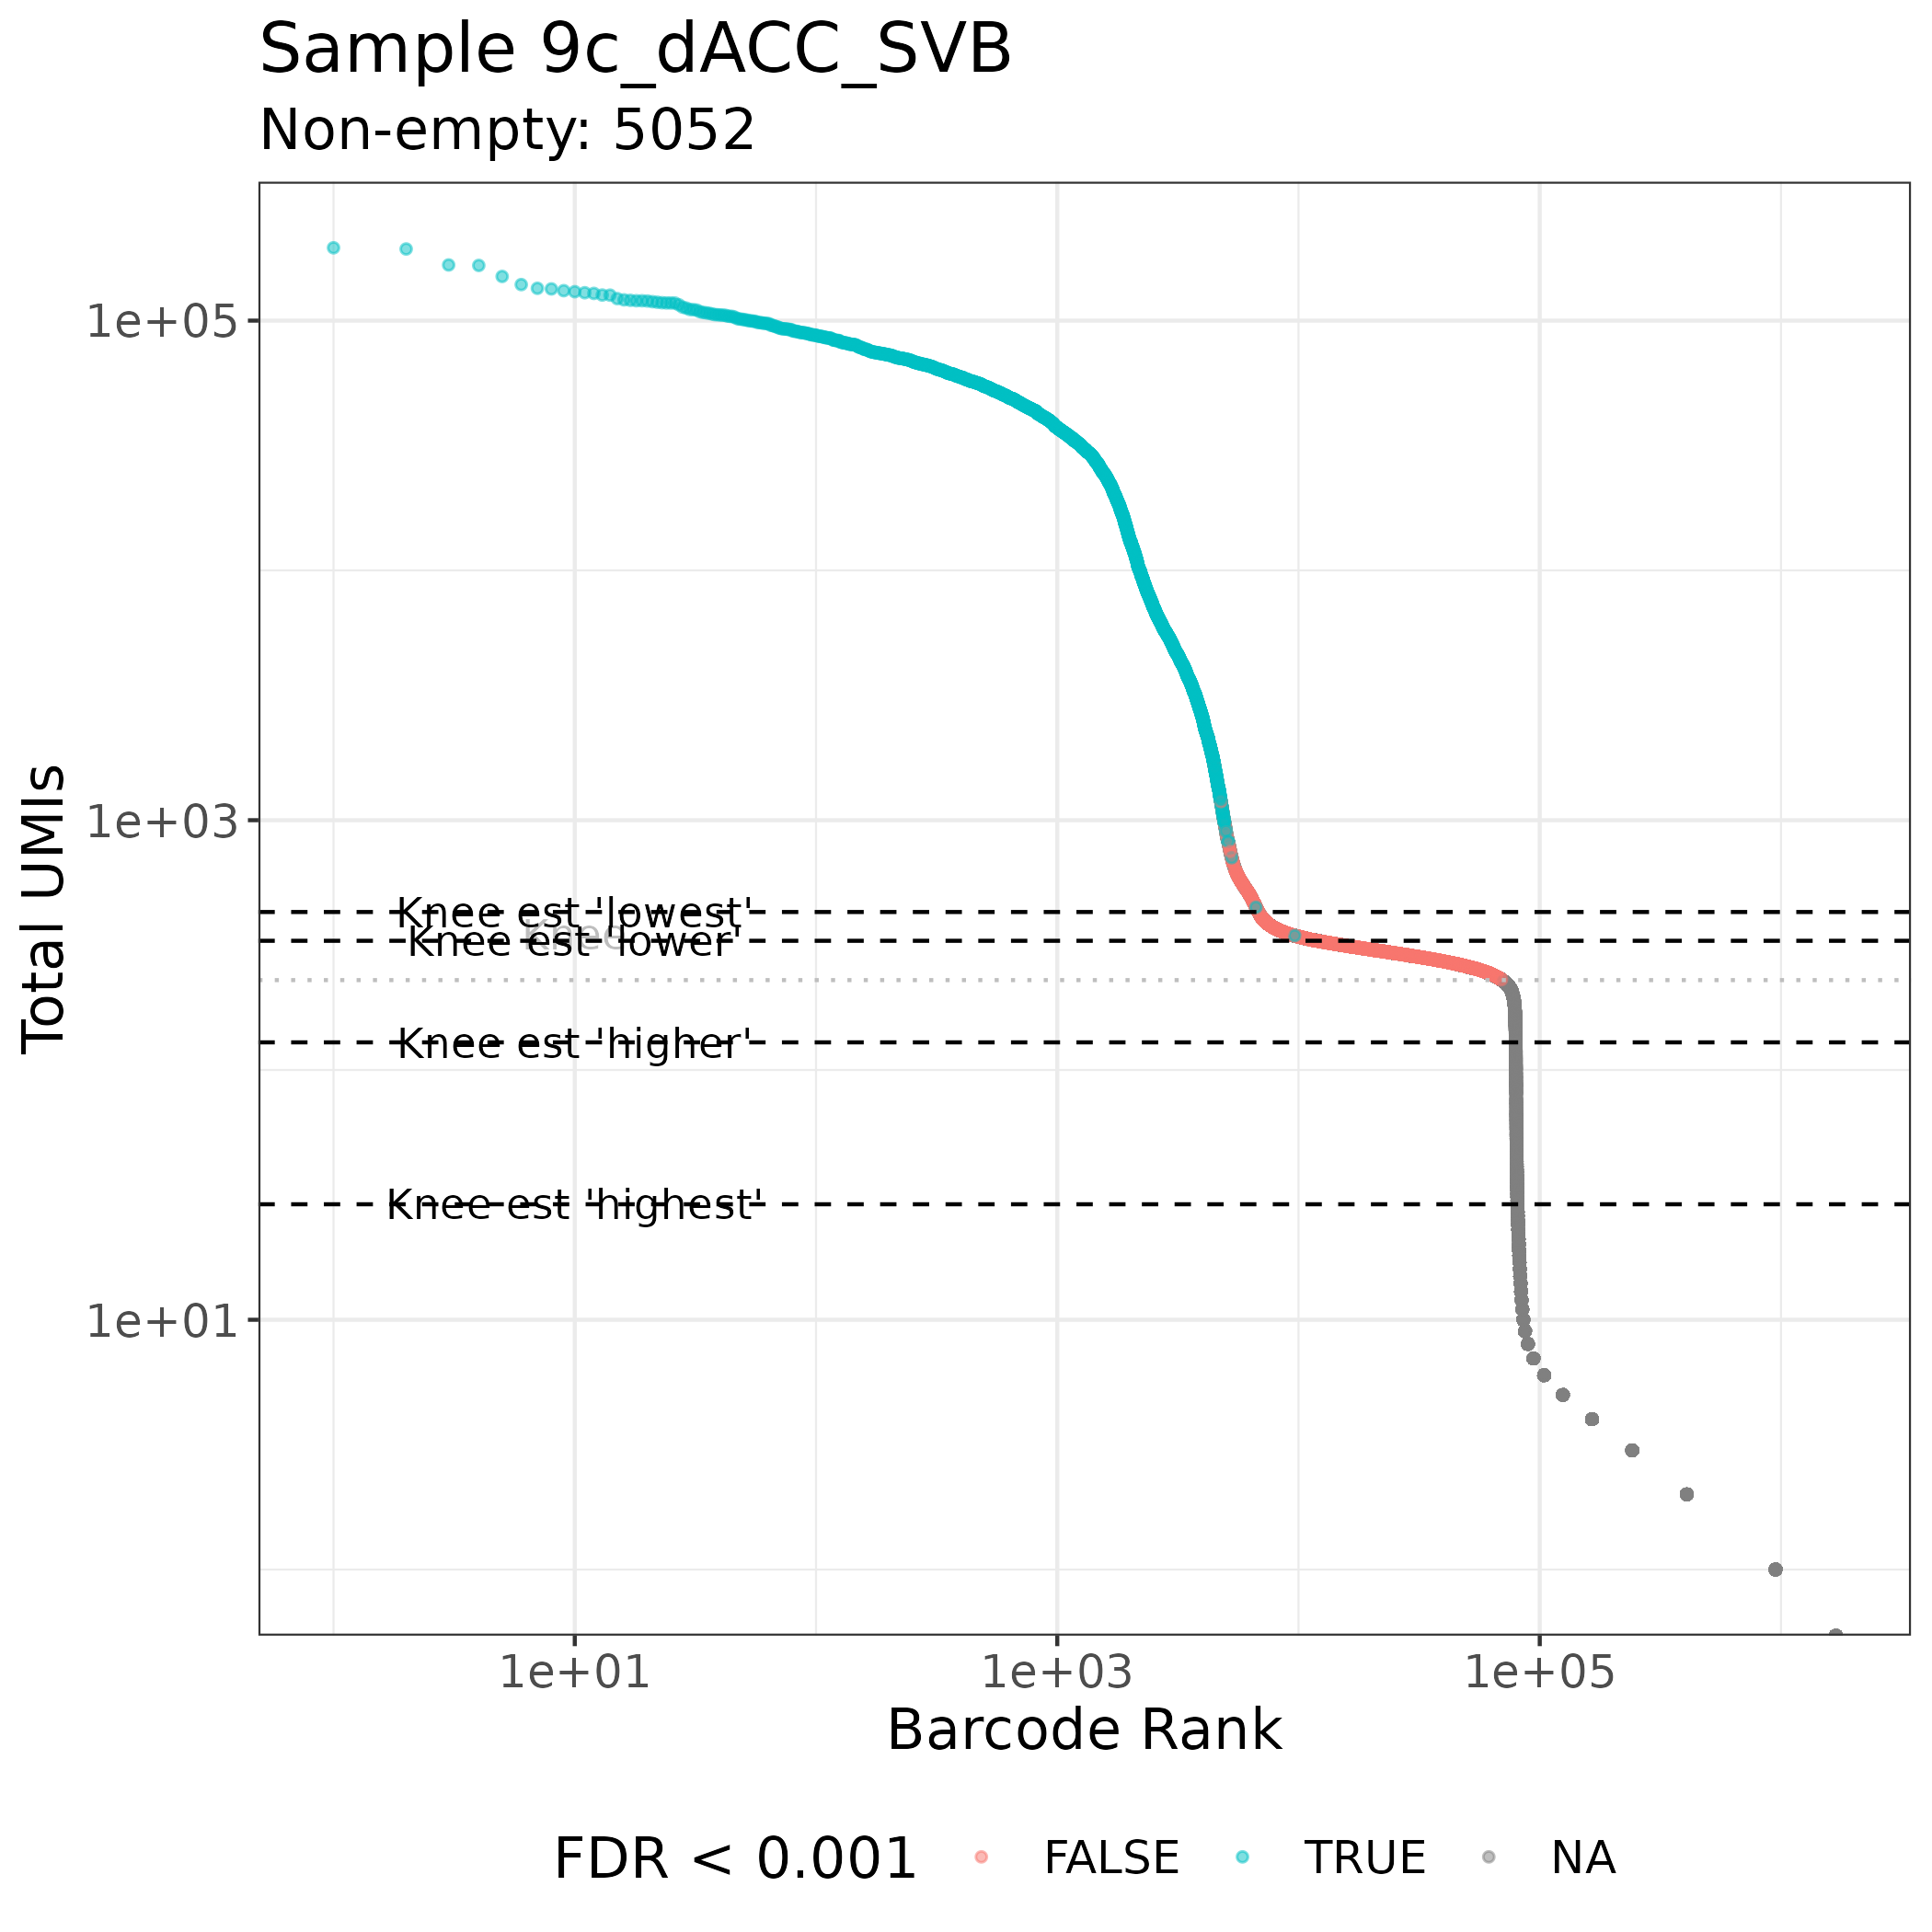 Sample 9c_dACC_SVB
Non-empty: 5052
Total UMIs
1e+05
1e+03
1e+01
Knee est 'lowest'
Knee
Knee est 'lower'
Knee est 'higher'
Knee est 'highest'
1e+01 1e+03 1e+05
Barcode Rank
FDR < 0.001 FALSE TRUE NA